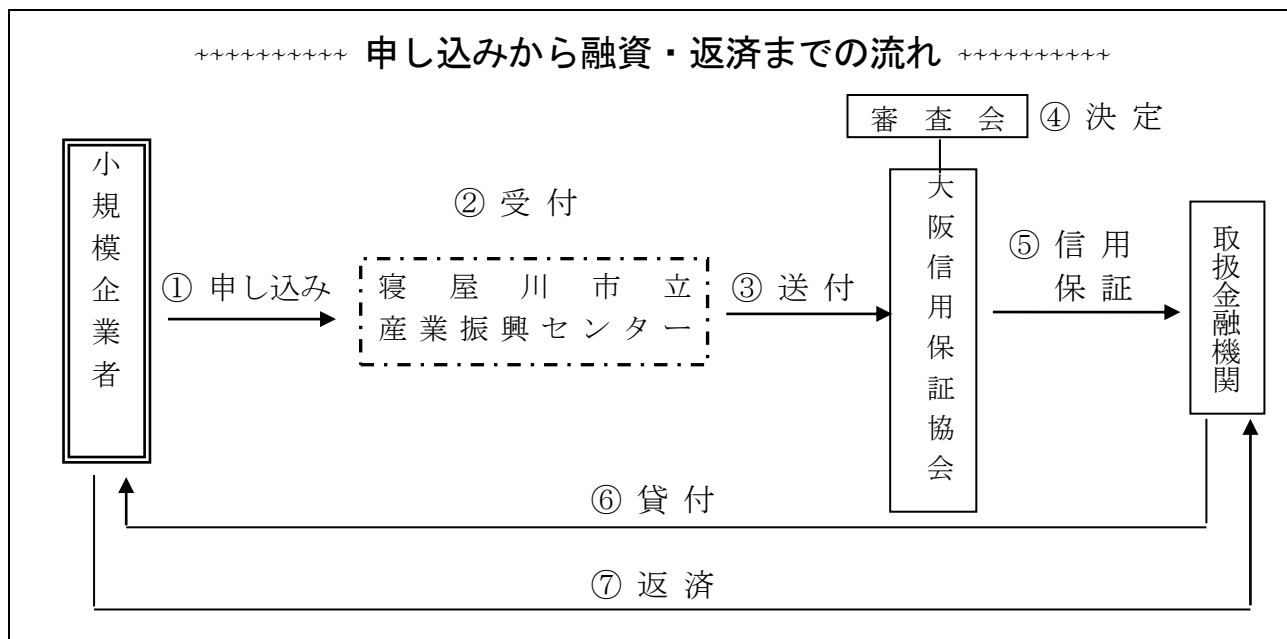 申し込みから融資・返済までの流れ
審査会
④ 決定
小規模企業者
① 申し込み
② 受付
寝屋川市立
産業振興センター
③ 送付
大阪信用保証協会
⑤ 信用
保証
取扱金融機関
⑥ 貸付
⑦ 返済